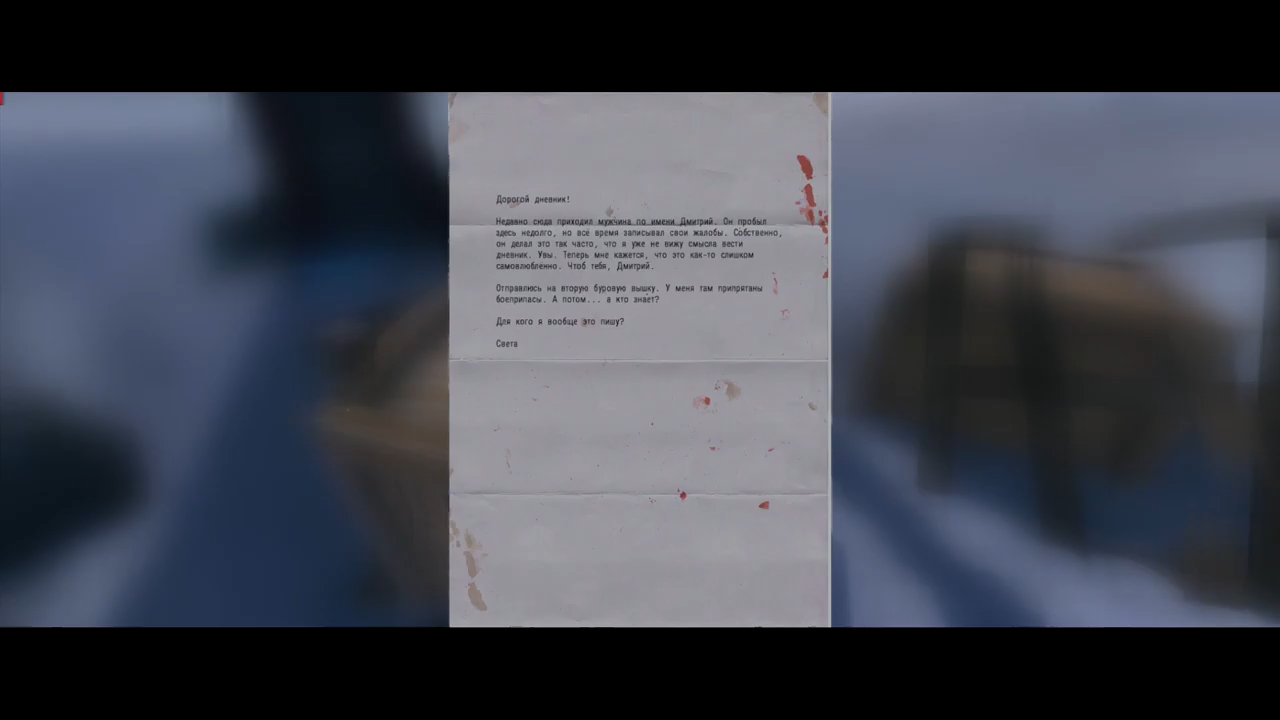 Дорогой дневник!
Недавно сюда приходил мужчина по имени Дмитрий. Он пробыл
здесь недолго, но всё время записывал свои жалобы. Собственно,
он делал это так часто, что я уже не вижу смысла вести
дневник. Увы. Теперь мне кажется, что это как-то слишком
самовлюблённо. Чтоб тебя, Дмитрий.
Отправлюсь на вторую буровую вышку. У меня там припрятаны
боеприпасы. А потом... а кто знает?
Для кого я вообще это пишу?
Света